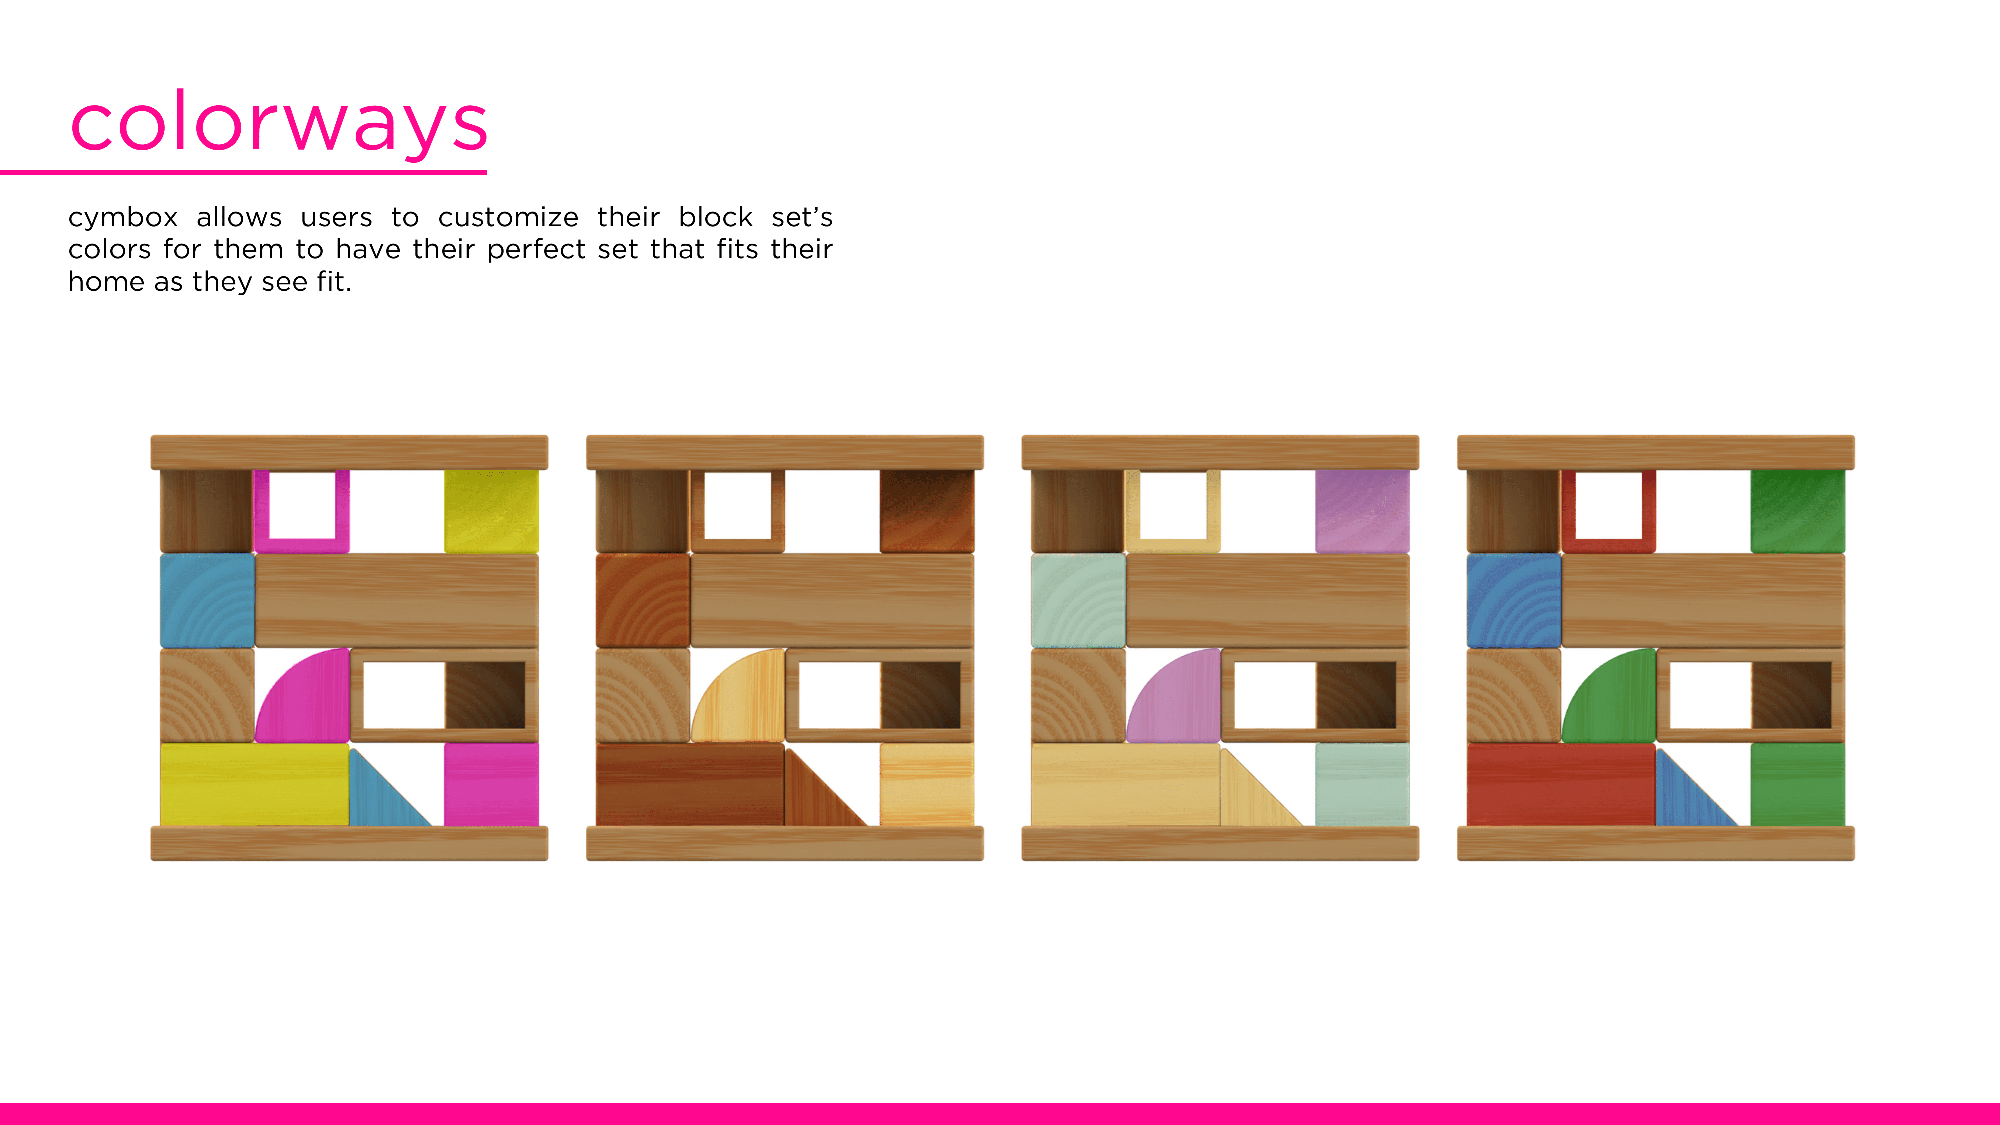 colorways
cymbox allows users to customize their block set’s
colors for them to have their perfect set that fits their
home as they see fit.